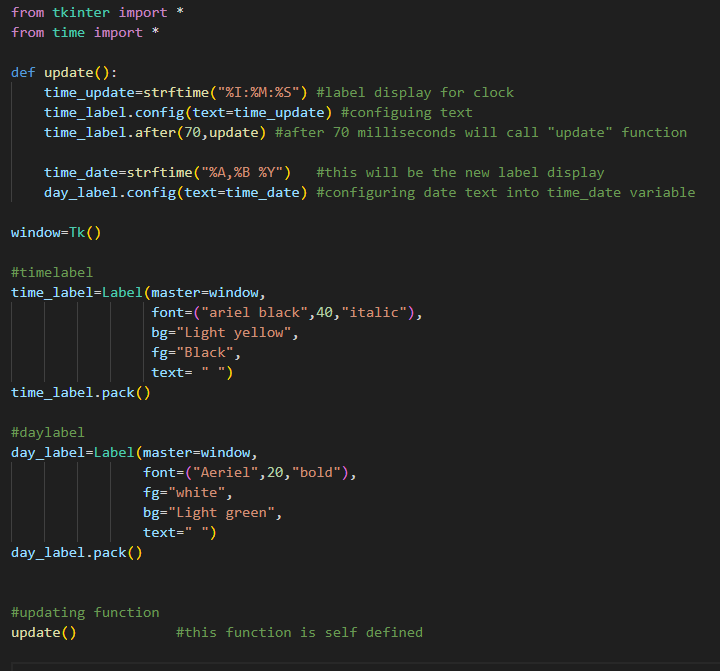 from tkinter import *
from time import *
def update():
time_update=strftime("%I:%M:%S") #label display for clock
time_label.config(text=time_update) #configuing text
time_label.after(70,update) #after 70 milliseconds will call "update" function
time_date=strftime("%A,%B %Y") #this will be the new label display
day_label.config(text=time_date) #configuring date text into time_date variable
window=Tk()
#timelabel
time_label=Label(master=window,
font=("ariel black",40,"italic"),
bg="Light yellow",
fg="Black",
text= " ")
time_label.pack()
#daylabel
day_label=Label(master=window,
font=("Aeriel",20,"bold"),
fg="white",
bg="Light green",
text=" ")
day_label.pack()
#updating function
update() #this function is self defined